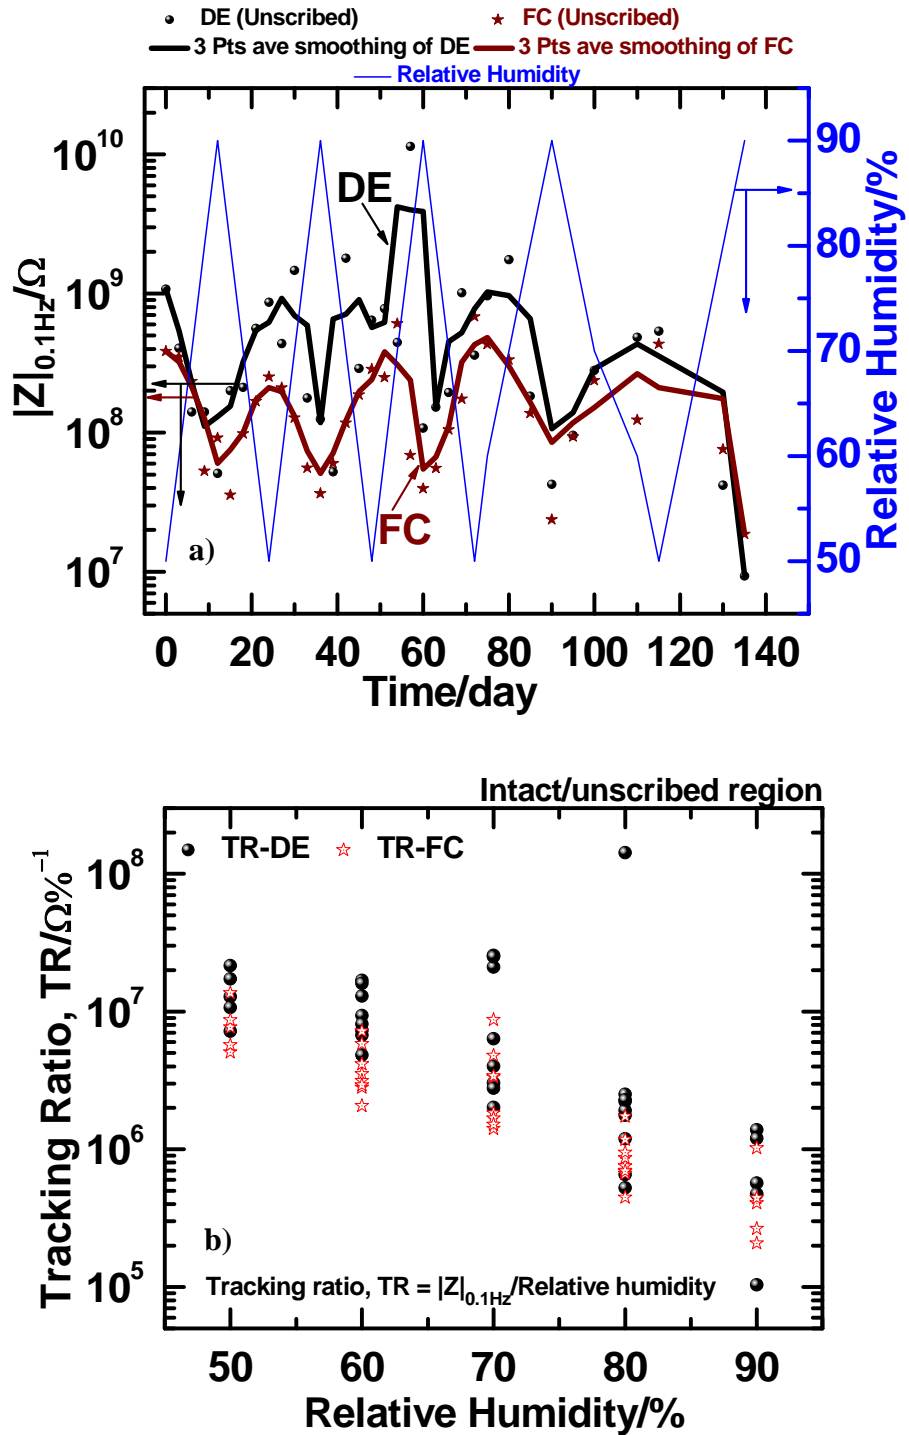 DE (Unscribed) FC (Unscribed)
3 Pts ave smoothing of DE 3 Pts ave smoothing of FC
Relative Humidity
10^10
10^9
10^8
10^7
|Z|0.1Hz/Ω
90
80
70
60
50
Relative Humidity/%
DE
FC
a)
0 20 40 60 80 100 120 140
Time/day
Intact/unscribed region
TR-DE TR-FC
10^8
10^7
10^6
10^5
Tracking Ratio, TR/Ω%⁻¹
b)
Tracking ratio, TR = |Z|0.1Hz/Relative humidity
50 60 70 80 90
Relative Humidity/%